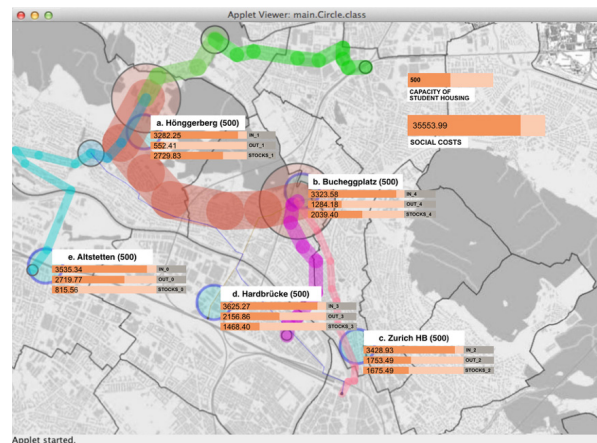 Applet Viewer: main.Circle.class
500
CAPACITY OF
STUDENT HOUSING
35553.99
SOCIAL COSTS
a. Hönggerberg (500)
3282.25 IN_1
552.41 OUT_1
2729.83 STOCKS_1
b. Bucheggplatz (500)
3323.58 IN_4
1284.18 OUT_4
2039.40 STOCKS_4
e. Altstetten (500)
3535.34 IN_0
2719.77 OUT_0
815.56 STOCKS_0
d. Hardbrücke (500)
3625.27 IN_3
2156.86 OUT_3
1468.40 STOCKS_3
c. Zurich HB (500)
3428.93 IN_2
1753.49 OUT_2
1675.49 STOCKS_2
Applet started.